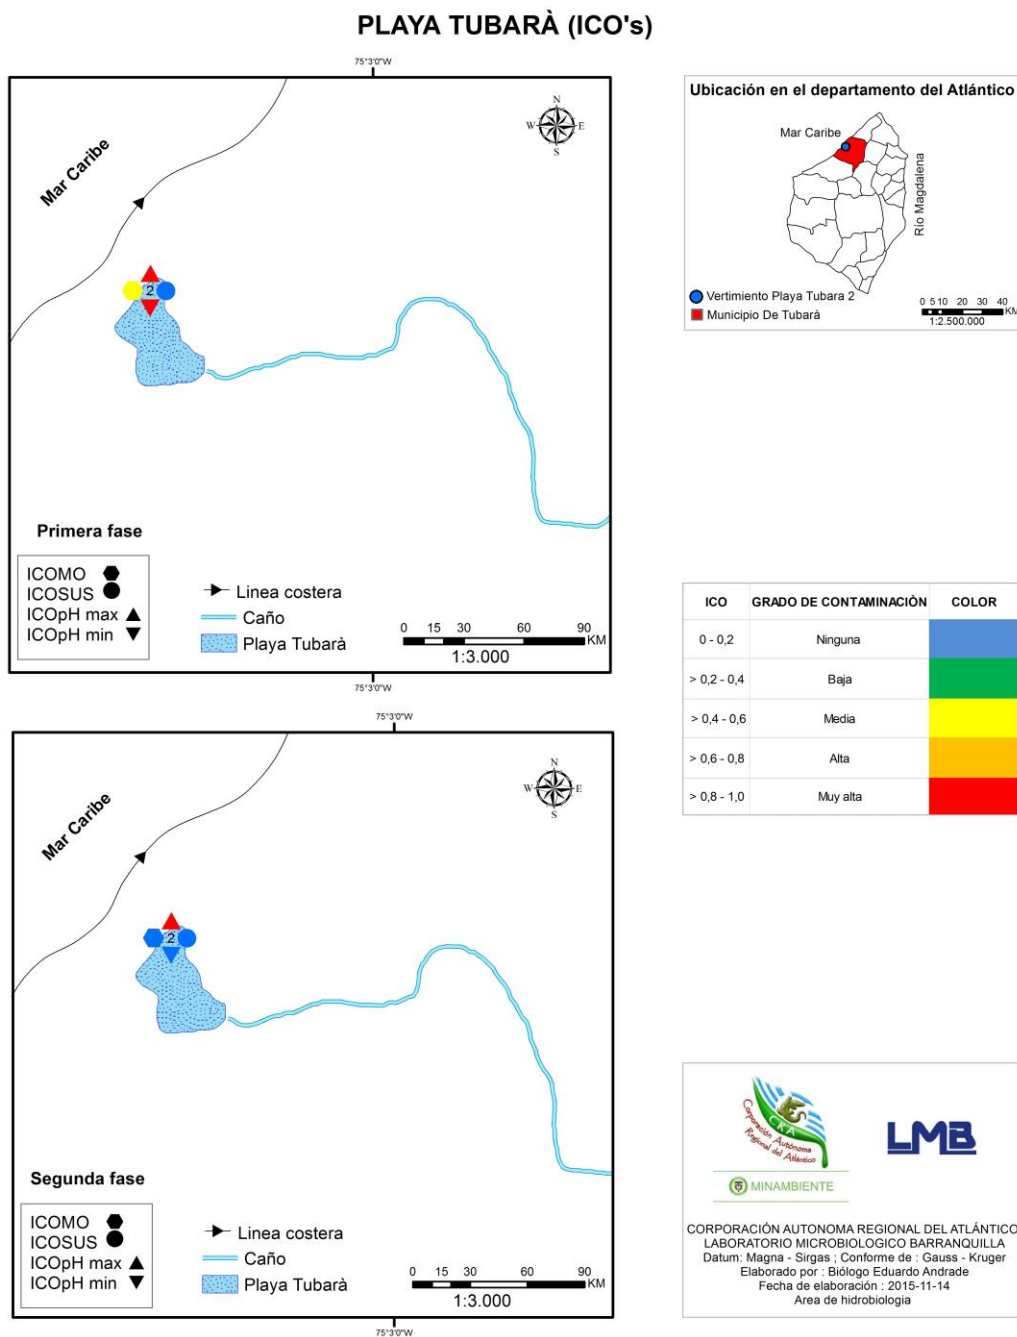 PLAYA TUBARÀ (ICO's)
75°3'0"W
Mar Caribe
N
W E
S
2
Primera fase
ICOMO
ICOSUS
ICOpH max
ICOpH min
Linea costera
Caño
Playa Tubarà
0 15 30 60 90
KM
1:3.000
75°3'0"W
Ubicación en el departamento del Atlántico
Mar Caribe
Río Magdalena
Vertimiento Playa Tubara 2
Municipio De Tubarà
0 5 10 20 30 40
KM
1:2.500.000
ICO GRADO DE CONTAMINACIÒN COLOR
0 - 0,2 Ninguna
> 0,2 - 0,4 Baja
> 0,4 - 0,6 Media
> 0,6 - 0,8 Alta
> 0,8 - 1,0 Muy alta
75°3'0"W
Mar Caribe
N
W E
S
2
Segunda fase
ICOMO
ICOSUS
ICOpH max
ICOpH min
Linea costera
Caño
Playa Tubarà
0 15 30 60 90
KM
1:3.000
75°3'0"W
CRA
Corporación Autónoma
Regional del Atlántico
LMB
MINAMBIENTE
CORPORACIÓN AUTONOMA REGIONAL DEL ATLÁNTICO
LABORATORIO MICROBIOLOGICO BARRANQUILLA
Datum: Magna - Sirgas ; Conforme de : Gauss - Kruger
Elaborado por : Biólogo Eduardo Andrade
Fecha de elaboración : 2015-11-14
Area de hidrobiologia